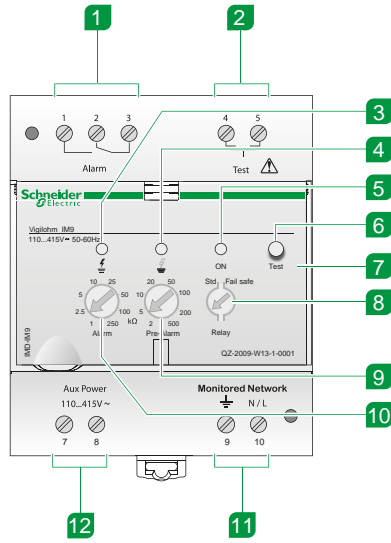 1 2
1 2 3 4 5
Alarm Test
3
4
5
6
7
8
9
10
Schneider
Electric
Vigilohm IM9
110...415V~ 50-60Hz
ON Test
10 25
5 50
2.5 100
1 250
kΩ
Alarm
20 50
10 100
5 200
2 500
Pre-Alarm
Std. Fail safe
Relay
IMD-IM9
QZ-2009-W13-1-0001
Aux Power Monitored Network
110...415V~ N / L
7 8 9 10
12 11